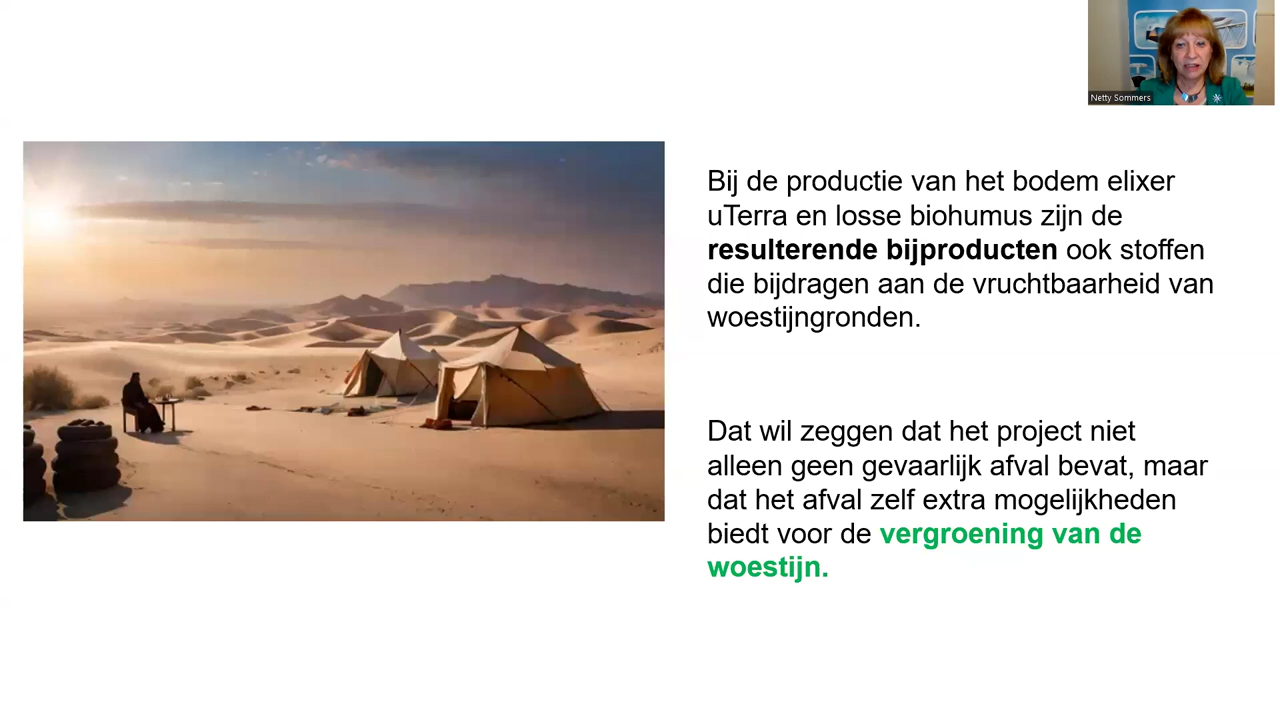 Netty Sommers
Bij de productie van het bodem elixer
uTerra en losse biohumus zijn de
resulterende bijproducten ook stoffen
die bijdragen aan de vruchtbaarheid van
woestijngronden.
Dat wil zeggen dat het project niet
alleen geen gevaarlijk afval bevat, maar
dat het afval zelf extra mogelijkheden
biedt voor de vergroening van de
woestijn.